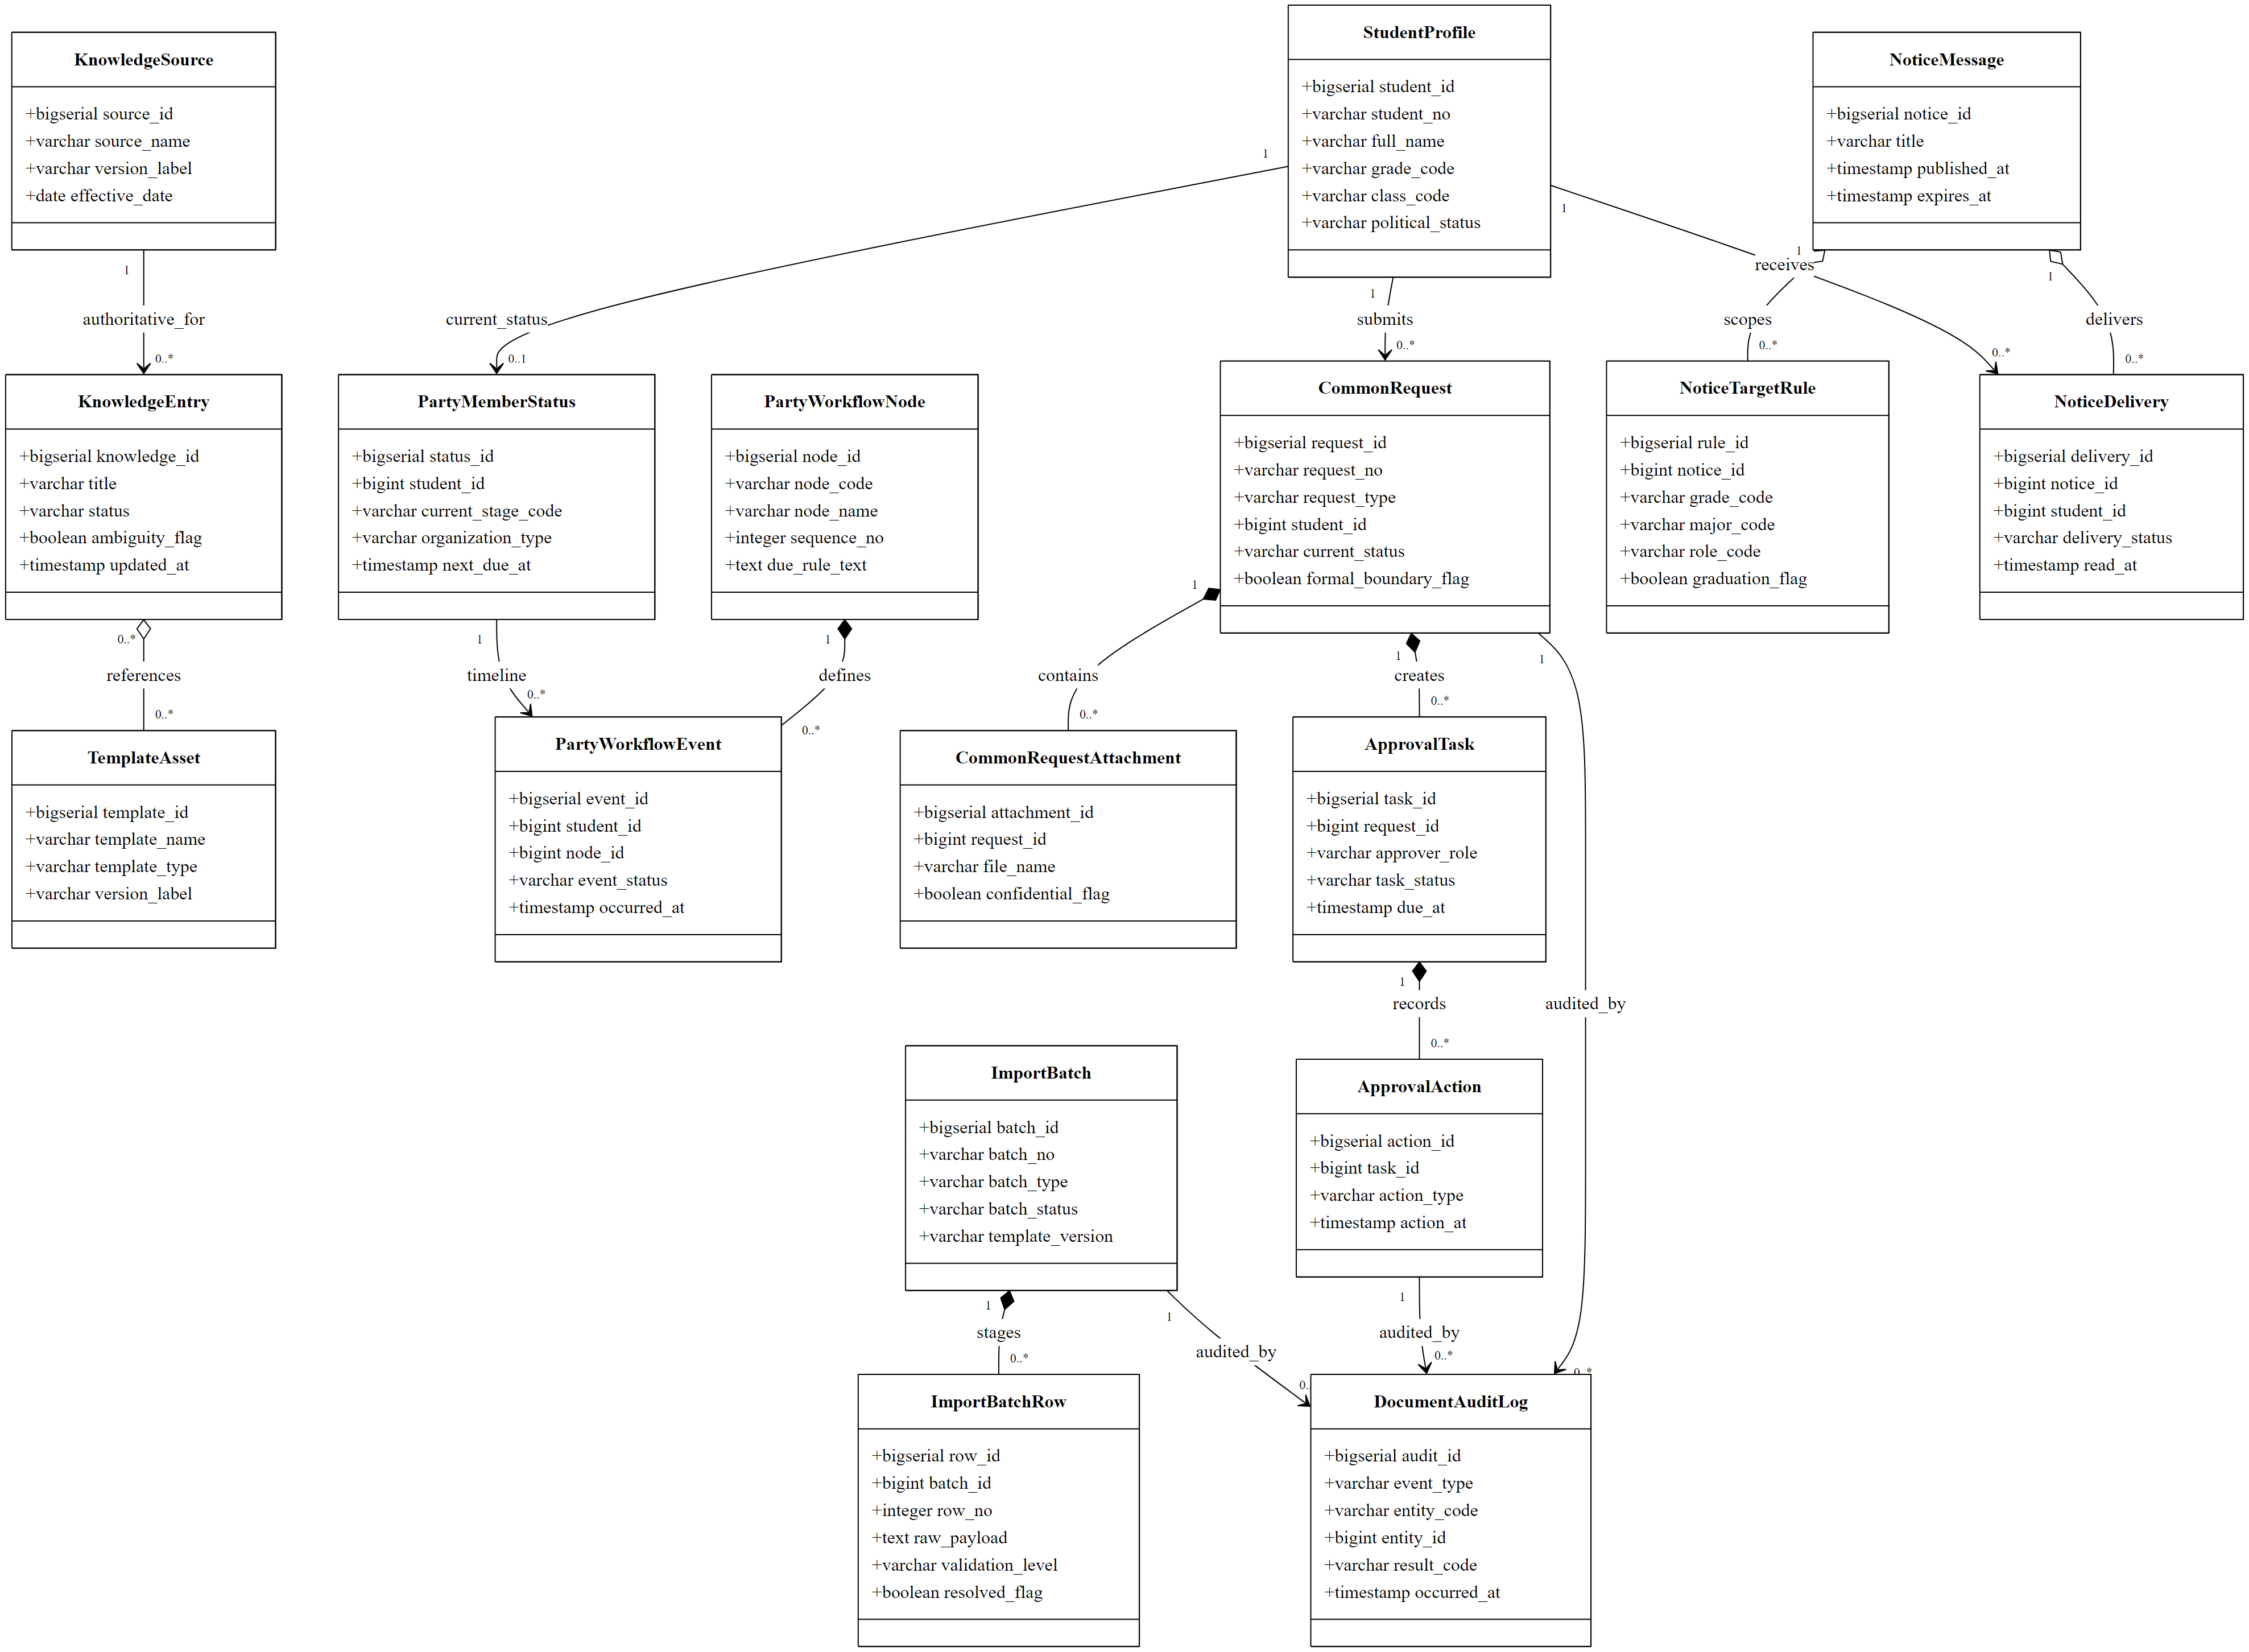 KnowledgeSource
+bigserial source_id
+varchar source_name
+varchar version_label
+date effective_date
StudentProfile
+bigserial student_id
+varchar student_no
+varchar full_name
+varchar grade_code
+varchar class_code
+varchar political_status
NoticeMessage
+bigserial notice_id
+varchar title
+timestamp published_at
+timestamp expires_at
1
authoritative_for
0..*
1
current_status
0..1
1
submits
0..*
1
receives
0..*
1
scopes
0..*
1
delivers
0..*
KnowledgeEntry
+bigserial knowledge_id
+varchar title
+varchar status
+boolean ambiguity_flag
+timestamp updated_at
PartyMemberStatus
+bigserial status_id
+bigint student_id
+varchar current_stage_code
+varchar organization_type
+timestamp next_due_at
PartyWorkflowNode
+bigserial node_id
+varchar node_code
+varchar node_name
+integer sequence_no
+text due_rule_text
CommonRequest
+bigserial request_id
+varchar request_no
+varchar request_type
+bigint student_id
+varchar current_status
+boolean formal_boundary_flag
NoticeTargetRule
+bigserial rule_id
+bigint notice_id
+varchar grade_code
+varchar major_code
+varchar role_code
+boolean graduation_flag
NoticeDelivery
+bigserial delivery_id
+bigint notice_id
+bigint student_id
+varchar delivery_status
+timestamp read_at
0..*
references
0..*
1
timeline
0..*
1
defines
0..*
1
contains
0..*
1
creates
0..*
1
audited_by
0..*
TemplateAsset
+bigserial template_id
+varchar template_name
+varchar template_type
+varchar version_label
PartyWorkflowEvent
+bigserial event_id
+bigint student_id
+bigint node_id
+varchar event_status
+timestamp occurred_at
CommonRequestAttachment
+bigserial attachment_id
+bigint request_id
+varchar file_name
+boolean confidential_flag
ApprovalTask
+bigserial task_id
+bigint request_id
+varchar approver_role
+varchar task_status
+timestamp due_at
1
records
0..*
ImportBatch
+bigserial batch_id
+varchar batch_no
+varchar batch_type
+varchar batch_status
+varchar template_version
ApprovalAction
+bigserial action_id
+bigint task_id
+varchar action_type
+timestamp action_at
1
stages
0..*
1
audited_by
0..
1
audited_by
0..*
ImportBatchRow
+bigserial row_id
+bigint batch_id
+integer row_no
+text raw_payload
+varchar validation_level
+boolean resolved_flag
DocumentAuditLog
+bigserial audit_id
+varchar event_type
+varchar entity_code
+bigint entity_id
+varchar result_code
+timestamp occurred_at